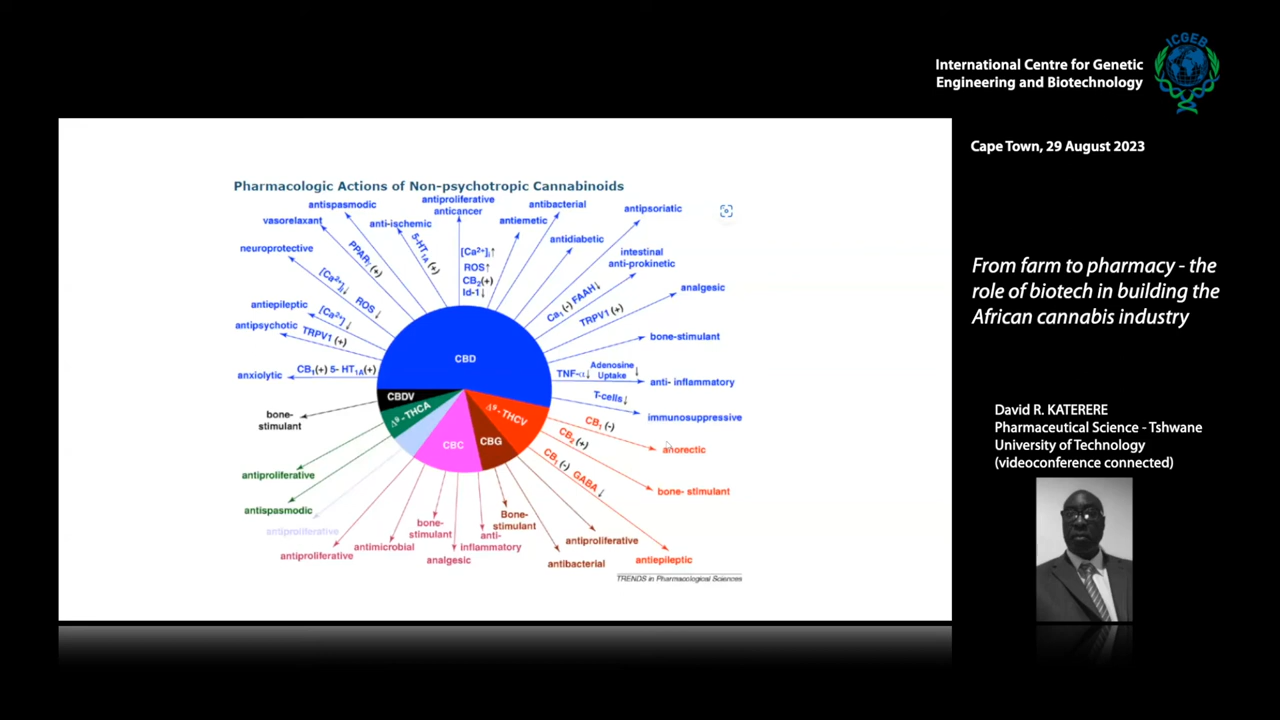 ICGEB
International Centre for Genetic
Engineering and Biotechnology
Cape Town, 29 August 2023
From farm to pharmacy - the
role of biotech in building the
African cannabis industry
David R. KATERERE
Pharmaceutical Science - Tshwane
University of Technology
(videoconference connected)
Pharmacologic Actions of Non-psychotropic Cannabinoids
antispasmodic
vasorelaxant
anti-ischemic
antiproliferative
anticancer
antiemetic
antibacterial
antipsoriatic
neuroprotective
antidiabetic
intestinal
anti-prokinetic
analgesic
antiepileptic
antipsychotic
anxiolytic
bone-stimulant
anti- inflammatory
immunosuppressive
PPARγ (+)
5-HT1A (+)
[Ca²⁺]i↑
ROS↑
CB₂(+)
Id-1↓
[Ca²⁺]i↓
ROS ↓
[Ca²⁺] ↓
TRPV1 (+)
CB₁(+) 5- HT1A(+)
Ca₁ (-) FAAH↓
TRPV1 (+)
TNF-α↓
Adenosine
Uptake ↓
T-cells↓
CBD
CBDV
Δ⁹-THCA
CBC
CBG
Δ⁹-THCV
CB₁ (-)
CB₂ (+)
CB₁ (-) GABA ↓
anorectic
bone- stimulant
antiepileptic
bone-
stimulant
antiproliferative
antispasmodic
antiproliferative
antiproliferative
antimicrobial
bone-
stimulant
analgesic
anti-
inflammatory
Bone-
stimulant
antiproliferative
antibacterial
TRENDS in Pharmacological Sciences